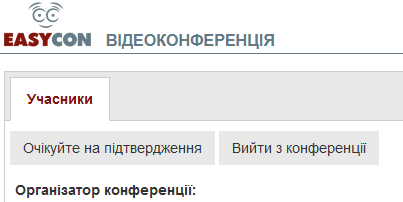 EASYCON ВІДЕОКОНФЕРЕНЦІЯ
Учасники
Очікуйте на підтвердження Вийти з конференції
Організатор конференції: